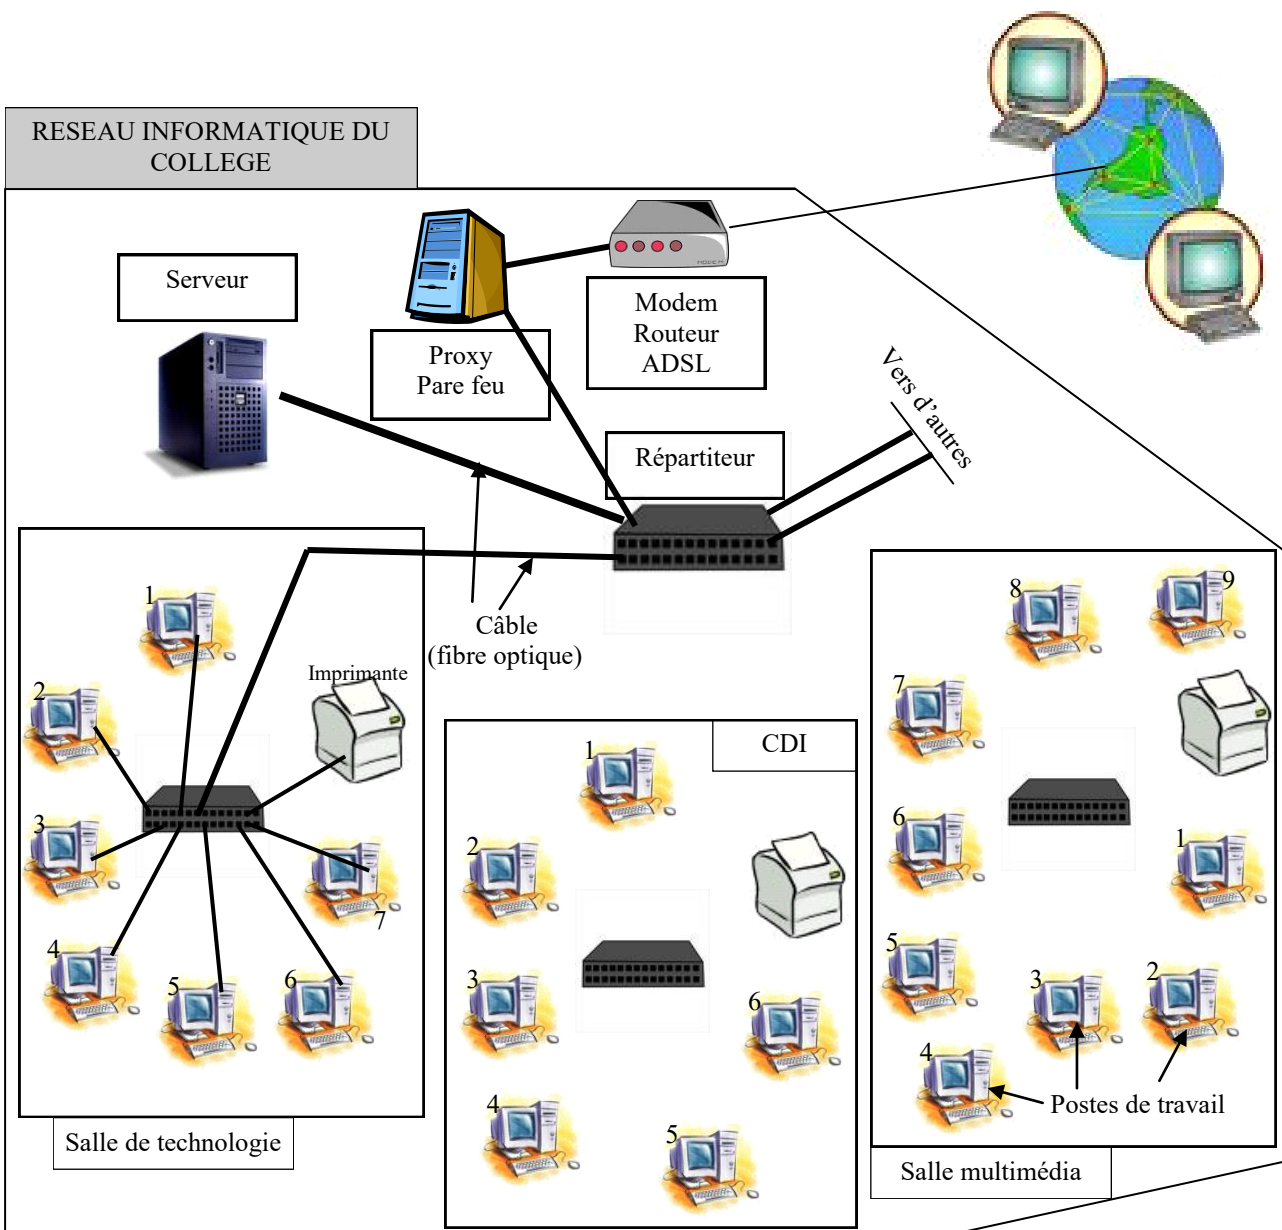 RESEAU INFORMATIQUE DU
COLLEGE
Serveur
Proxy
Pare feu
MODEM
Modem
Routeur
ADSL
Répartiteur
Vers d’autres
Câble
(fibre optique)
1
2
3
4
5
6
7
Imprimante
Salle de technologie
CDI
1
2
3
4
5
6
8
9
7
6
1
5
3
2
4
Postes de travail
Salle multimédia